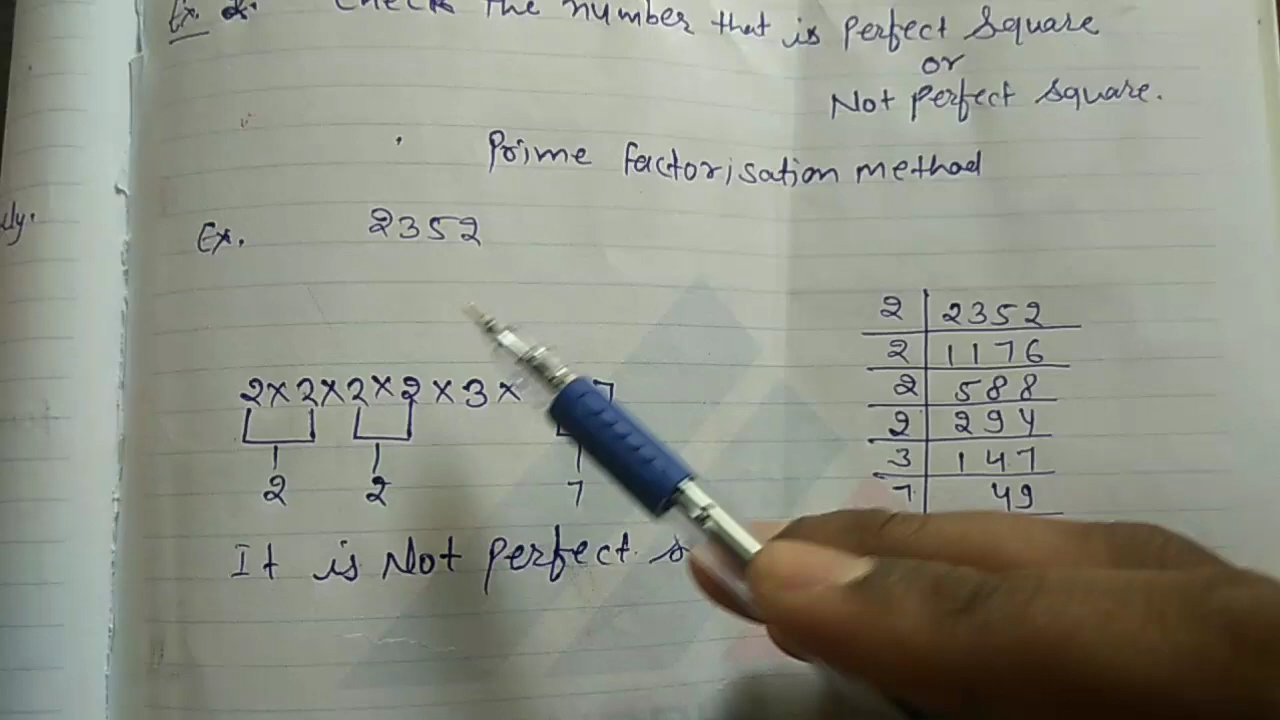 Ex. 2. Check the number that is perfect square
or
Not perfect square.
Prime factorisation method
Ex. 2352
2 | 2352
2 | 1176
2 | 588
2 | 294
3 | 147
7 | 49
2×2×2×2×3× 7
2 2 7
It is Not perfect